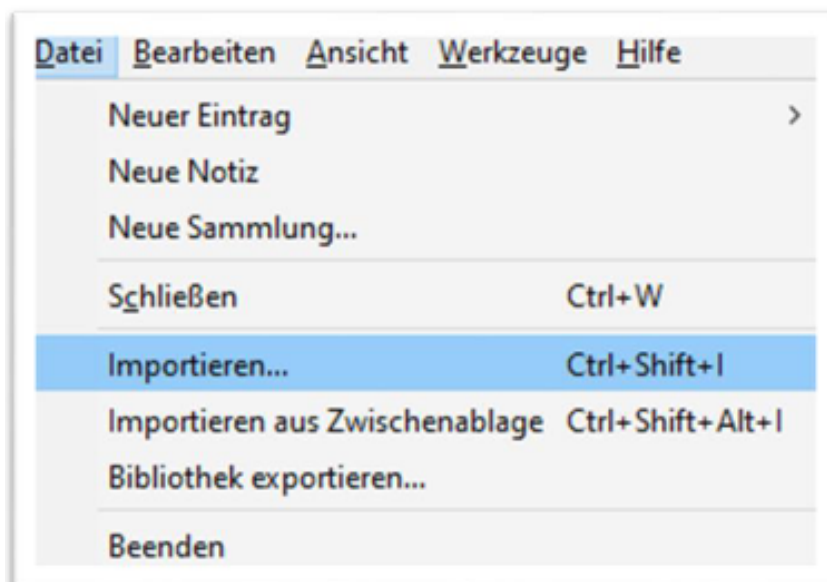 Datei Bearbeiten Ansicht Werkzeuge Hilfe
Neuer Eintrag >
Neue Notiz
Neue Sammlung...
Schließen Ctrl+W
Importieren... Ctrl+Shift+I
Importieren aus Zwischenablage Ctrl+Shift+Alt+I
Bibliothek exportieren...
Beenden